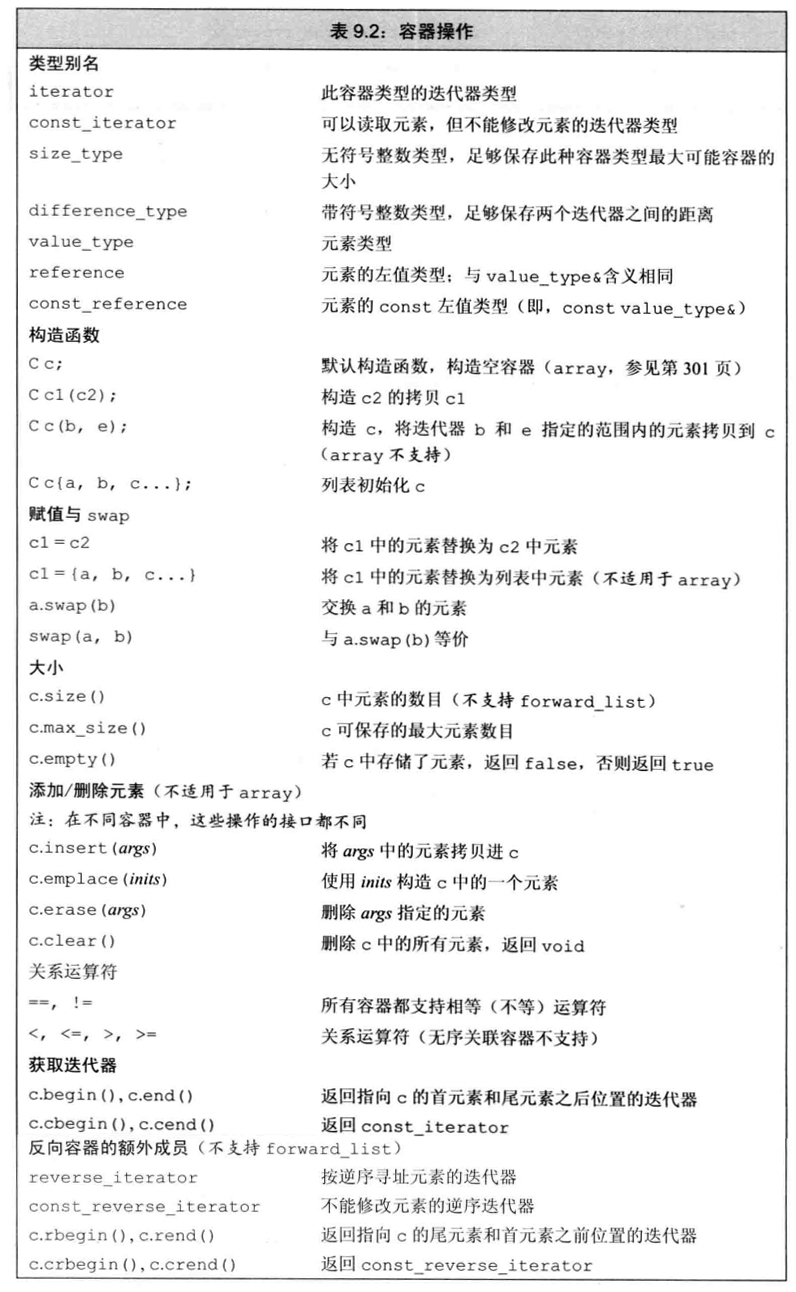 表 9.2：容器操作
类型别名
iterator 此容器类型的迭代器类型
const_iterator 可以读取元素，但不能修改元素的迭代器类型
size_type 无符号整数类型，足够保存此种容器类型最大可能容器的
大小
difference_type 带符号整数类型，足够保存两个迭代器之间的距离
value_type 元素类型
reference 元素的左值类型；与 value_type&含义相同
const_reference 元素的 const 左值类型（即，const value_type&）
构造函数
C c; 默认构造函数，构造空容器（array，参见第 301 页）
C c1(c2); 构造 c2 的拷贝 c1
C c(b, e); 构造 c，将迭代器 b 和 e 指定的范围内的元素拷贝到 c
（array 不支持）
C c{a, b, c...}; 列表初始化 c
赋值与 swap
c1 = c2 将 c1 中的元素替换为 c2 中元素
c1 = {a, b, c...} 将 c1 中的元素替换为列表中元素（不适用于 array）
a.swap(b) 交换 a 和 b 的元素
swap(a, b) 与 a.swap(b) 等价
大小
c.size() c 中元素的数目（不支持 forward_list）
c.max_size() c 可保存的最大元素数目
c.empty() 若 c 中存储了元素，返回 false，否则返回 true
添加/删除元素（不适用于 array）
注：在不同容器中，这些操作的接口都不同
c.insert(args) 将 args 中的元素拷贝进 c
c.emplace(inits) 使用 inits 构造 c 中的一个元素
c.erase(args) 删除 args 指定的元素
c.clear() 删除 c 中的所有元素，返回 void
关系运算符
==, != 所有容器都支持相等（不等）运算符
<, <=, >, >= 关系运算符（无序关联容器不支持）
获取迭代器
c.begin(),c.end() 返回指向 c 的首元素和尾元素之后位置的迭代器
c.cbegin(),c.cend() 返回 const_iterator
反向容器的额外成员（不支持 forward_list）
reverse_iterator 按逆序寻址元素的迭代器
const_reverse_iterator 不能修改元素的逆序迭代器
c.rbegin(),c.rend() 返回指向 c 的尾元素和首元素之前位置的迭代器
c.crbegin(),c.crend() 返回 const_reverse_iterator